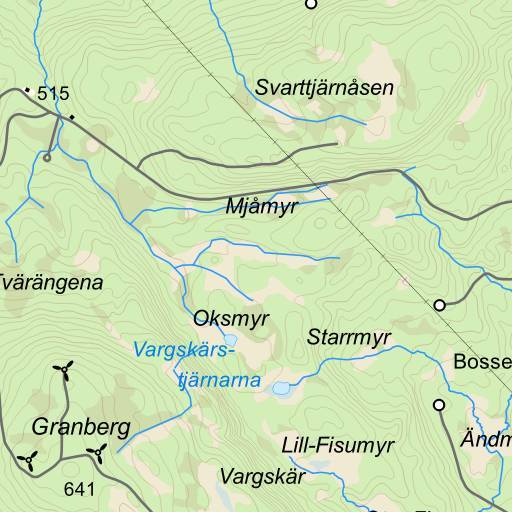 Svarttjärnåsen
515
Mjåmyr
Tvärängena
Oksmyr
Starrmyr
Vargskärs-
tjärnarna
Bosse
Granberg
Lill-Fisumyr
Ändm
Vargskär
641